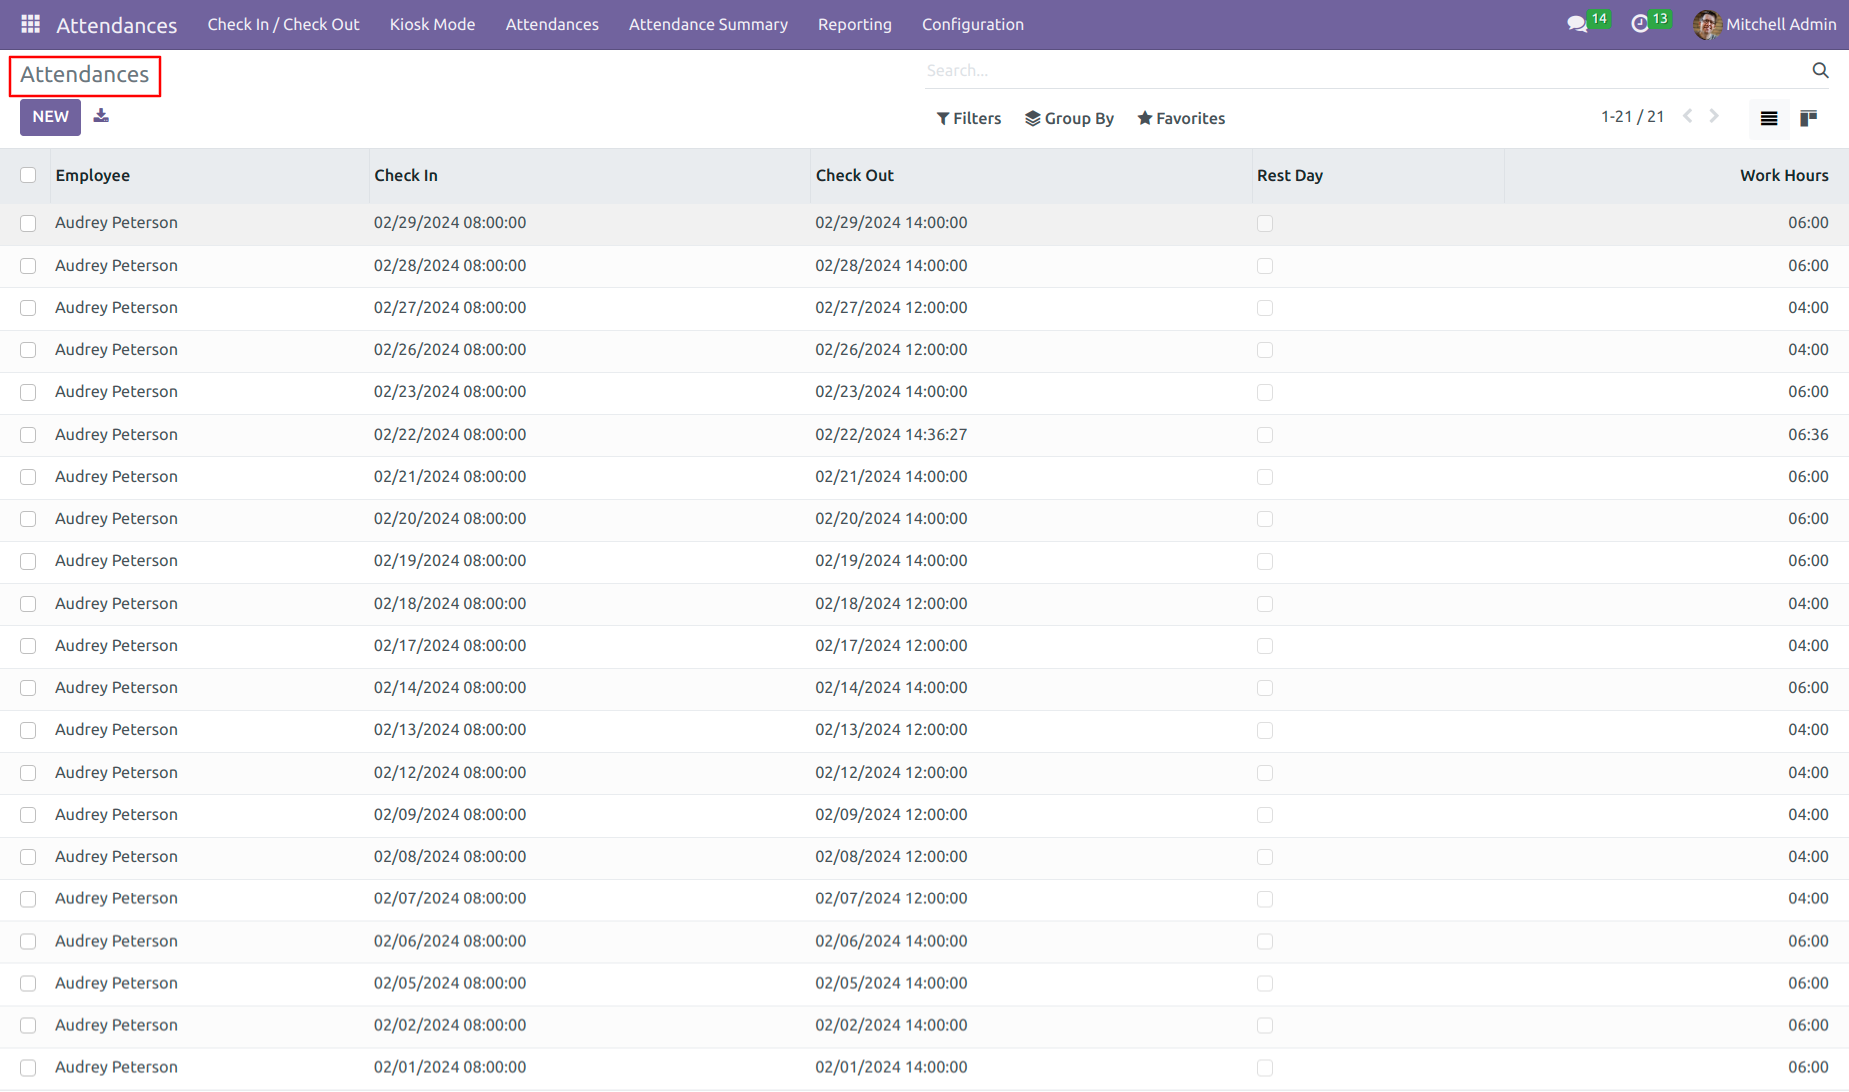 Attendances Check In / Check Out Kiosk Mode Attendances Attendance Summary Reporting Configuration 14 13 Mitchell Admin
Attendances Search...
NEW Filters Group By Favorites 1-21 / 21
Employee Check In Check Out Rest Day Work Hours
Audrey Peterson 02/29/2024 08:00:00 02/29/2024 14:00:00 06:00
Audrey Peterson 02/28/2024 08:00:00 02/28/2024 14:00:00 06:00
Audrey Peterson 02/27/2024 08:00:00 02/27/2024 12:00:00 04:00
Audrey Peterson 02/26/2024 08:00:00 02/26/2024 12:00:00 04:00
Audrey Peterson 02/23/2024 08:00:00 02/23/2024 14:00:00 06:00
Audrey Peterson 02/22/2024 08:00:00 02/22/2024 14:36:27 06:36
Audrey Peterson 02/21/2024 08:00:00 02/21/2024 14:00:00 06:00
Audrey Peterson 02/20/2024 08:00:00 02/20/2024 14:00:00 06:00
Audrey Peterson 02/19/2024 08:00:00 02/19/2024 14:00:00 06:00
Audrey Peterson 02/18/2024 08:00:00 02/18/2024 12:00:00 04:00
Audrey Peterson 02/17/2024 08:00:00 02/17/2024 12:00:00 04:00
Audrey Peterson 02/14/2024 08:00:00 02/14/2024 14:00:00 06:00
Audrey Peterson 02/13/2024 08:00:00 02/13/2024 12:00:00 04:00
Audrey Peterson 02/12/2024 08:00:00 02/12/2024 12:00:00 04:00
Audrey Peterson 02/09/2024 08:00:00 02/09/2024 12:00:00 04:00
Audrey Peterson 02/08/2024 08:00:00 02/08/2024 12:00:00 04:00
Audrey Peterson 02/07/2024 08:00:00 02/07/2024 12:00:00 04:00
Audrey Peterson 02/06/2024 08:00:00 02/06/2024 14:00:00 06:00
Audrey Peterson 02/05/2024 08:00:00 02/05/2024 14:00:00 06:00
Audrey Peterson 02/02/2024 08:00:00 02/02/2024 14:00:00 06:00
Audrey Peterson 02/01/2024 08:00:00 02/01/2024 14:00:00 06:00